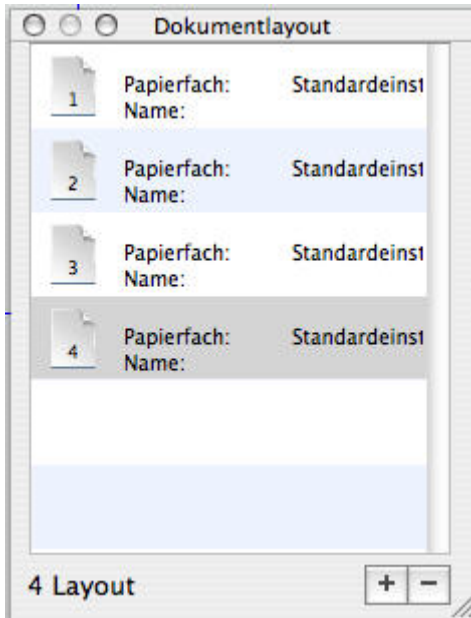 Dokumentlayout
1
Papierfach: Standardeinst
Name:
2
Papierfach: Standardeinst
Name:
3
Papierfach: Standardeinst
Name:
4
Papierfach: Standardeinst
Name:
4 Layout + −